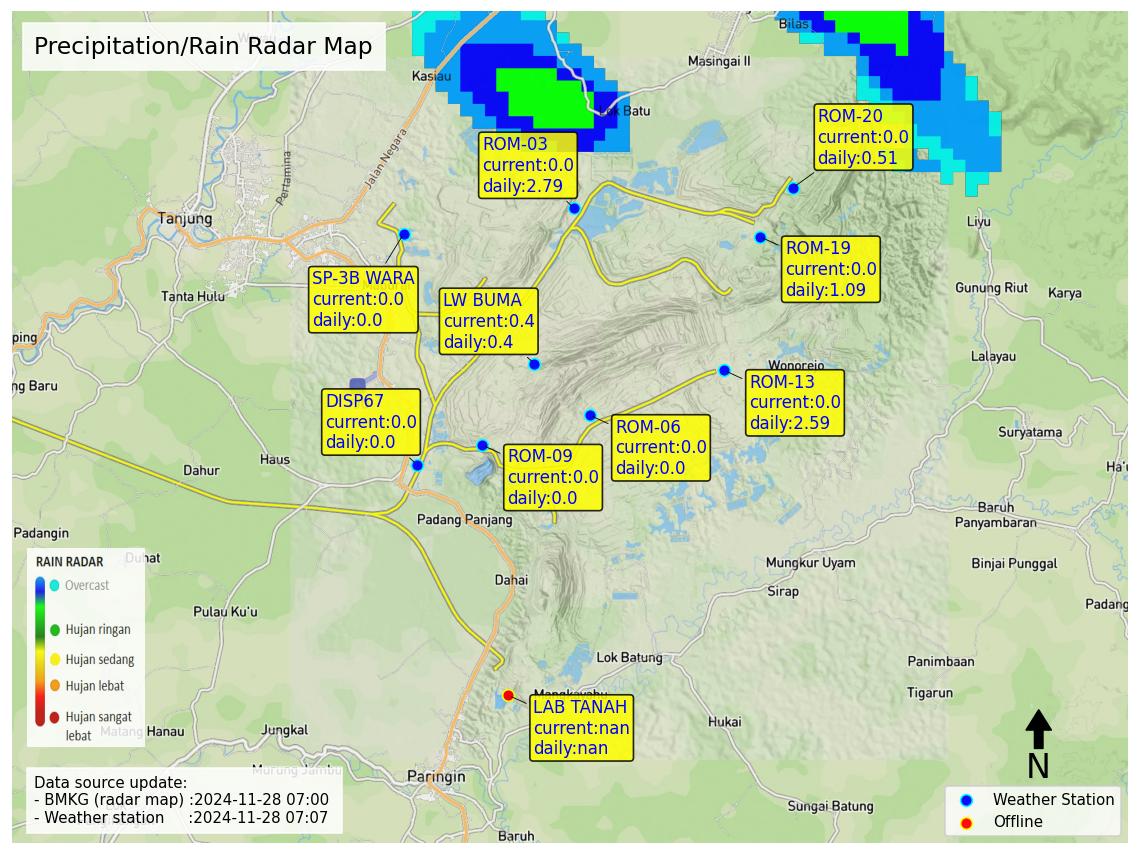 Precipitation/Rain Radar Map
Bilas
Masingai II
Kasiau
Lok Batu
Jalan Negara
Pertamina
Tanjung
Tanta Hulu
ROM-03
current:0.0
daily:2.79
ROM-20
current:0.0
daily:0.51
ROM-19
current:0.0
daily:1.09
SP-3B WARA
current:0.0
daily:0.0
LW BUMA
current:0.4
daily:0.4
Liyu
Gunung Riut
Karya
Lalayau
Wonorejo
ROM-13
current:0.0
daily:2.59
DISP67
current:0.0
daily:0.0
ROM-06
current:0.0
daily:0.0
ROM-09
current:0.0
daily:0.0
ping
ng Baru
Suryatama
Ha'u
Haus
Dahur
Padang Panjang
Baruh
Panyambaran
Padangin
Duhat
Binjai Punggal
Mungkur Uyam
Sirap
Dahai
Padang
Pulau Ku'u
RAIN RADAR
Overcast
Hujan ringan
Hujan sedang
Hujan lebat
Hujan sangat
lebat
Lok Batung
Panimbaan
Tigarun
Mangkayahu
LAB TANAH
current:nan
daily:nan
Hukai
Matang Hanau
Jungkal
Murung Jambu
Paringin
Sungai Batung
Baruh
N
Data source update:
- BMKG (radar map) :2024-11-28 07:00
- Weather station :2024-11-28 07:07
Weather Station
Offline